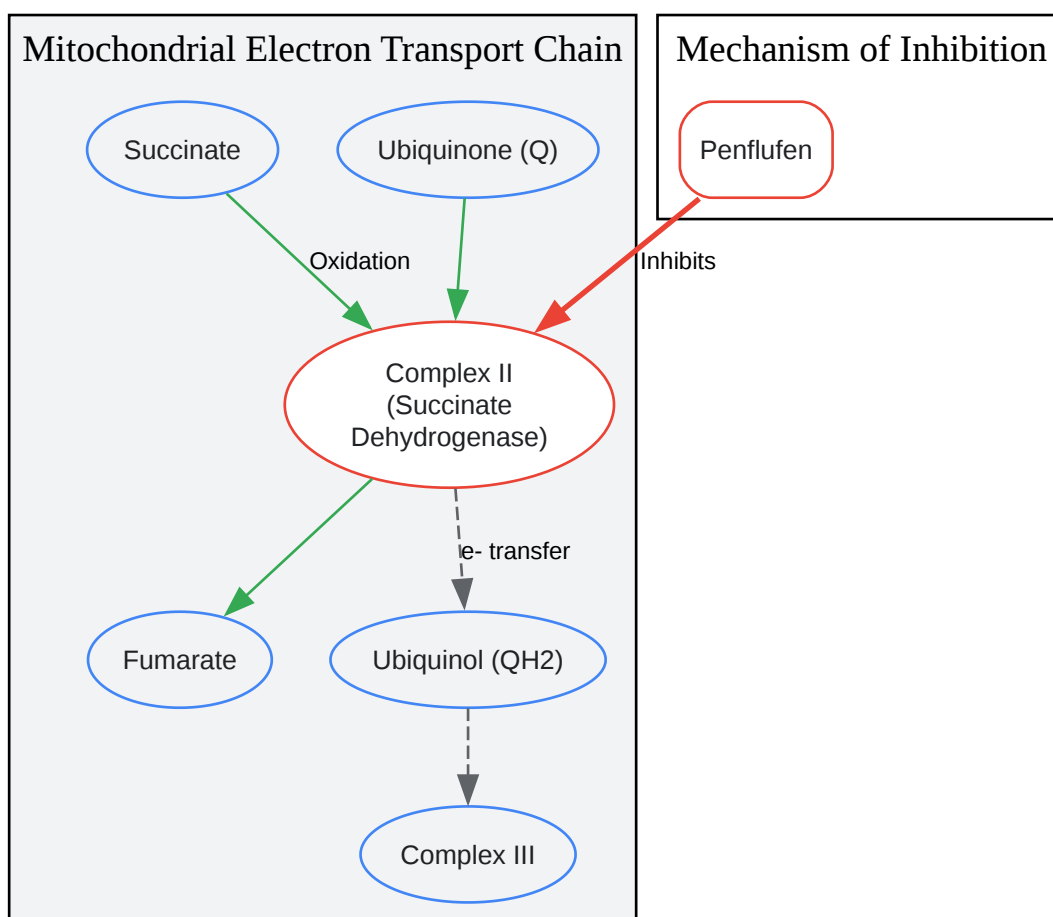 Mitochondrial Electron Transport Chain
Mechanism of Inhibition
Succinate
Ubiquinone (Q)
Penflufen
Oxidation
Inhibits
Complex II
(Succinate
Dehydrogenase)
e- transfer
Fumarate
Ubiquinol (QH2)
Complex III